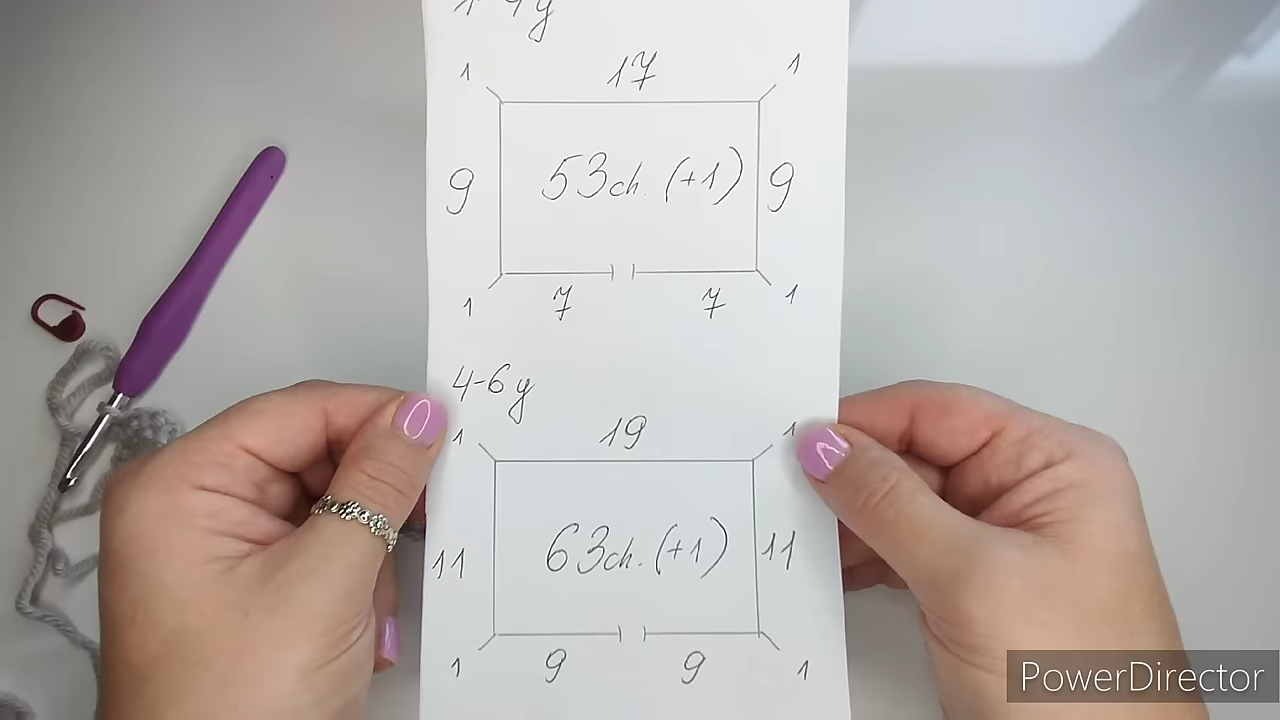 1 17 1
9 53ch. (+1) 9
1 7 7 1
4-6 y
1 19 1
11 63ch. (+1) 11
1 9 9 1
PowerDirector